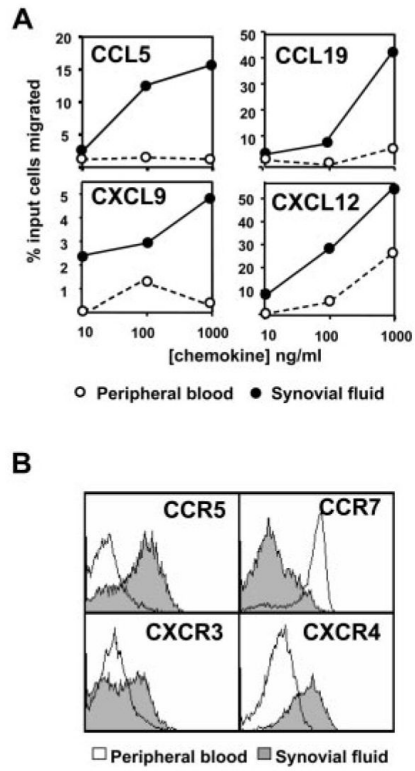 A
CCL5
CCL19
% input cells migrated
20
15
10
5
50
40
30
20
10
CXCL9
CXCL12
5
4
3
2
1
50
40
30
20
10
10 100 1000 10 100 1000
[chemokine] ng/ml
Peripheral blood Synovial fluid
B
CCR5
CCR7
CXCR3
CXCR4
Peripheral blood Synovial fluid